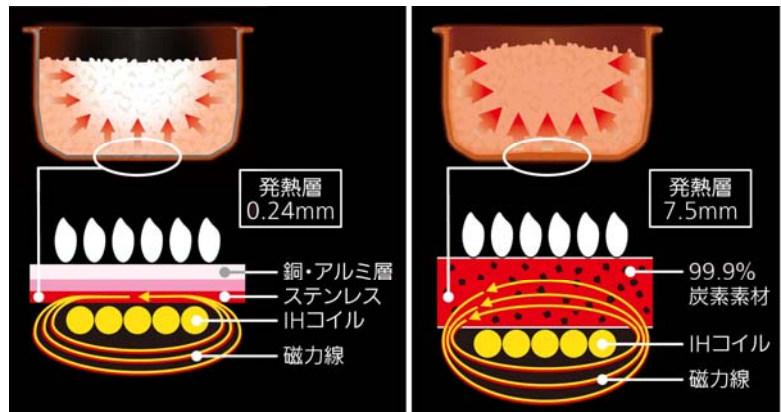 発熱層
0.24mm
銅・アルミ層
ステンレス
IHコイル
磁力線
発熱層
7.5mm
99.9%
炭素素材
IHコイル
磁力線